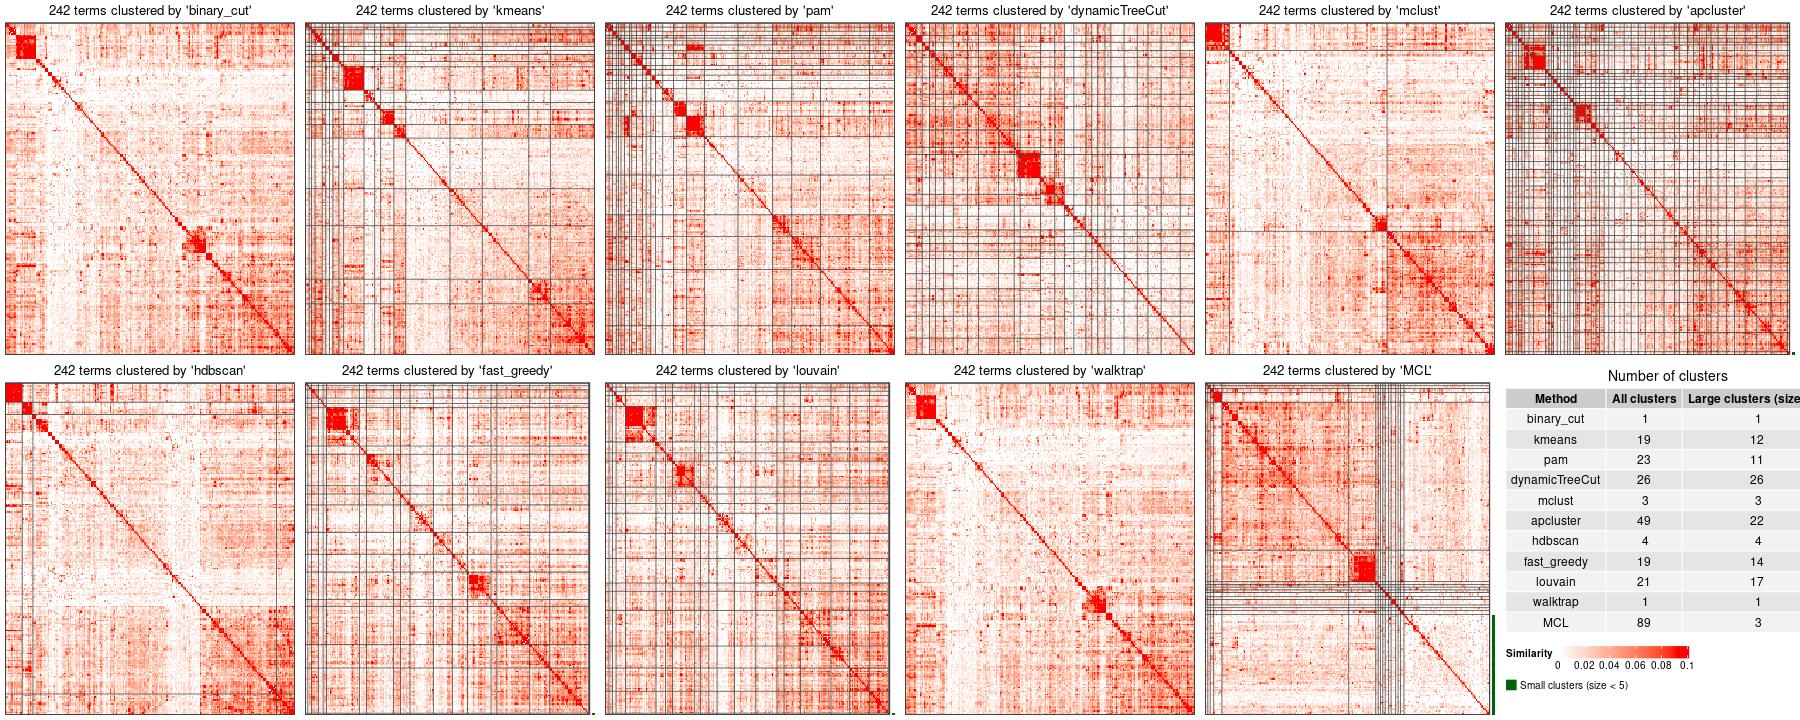 242 terms clustered by 'binary_cut'
242 terms clustered by 'kmeans'
242 terms clustered by 'pam'
242 terms clustered by 'dynamicTreeCut'
242 terms clustered by 'mclust'
242 terms clustered by 'apcluster'
242 terms clustered by 'hdbscan'
242 terms clustered by 'fast_greedy'
242 terms clustered by 'louvain'
242 terms clustered by 'walktrap'
242 terms clustered by 'MCL'
Number of clusters
Method All clusters Large clusters (size
binary_cut 1 1
kmeans 19 12
pam 23 11
dynamicTreeCut 26 26
mclust 3 3
apcluster 49 22
hdbscan 4 4
fast_greedy 19 14
louvain 21 17
walktrap 1 1
MCL 89 3
Similarity
0 0.02 0.04 0.06 0.08 0.1
Small clusters (size < 5)